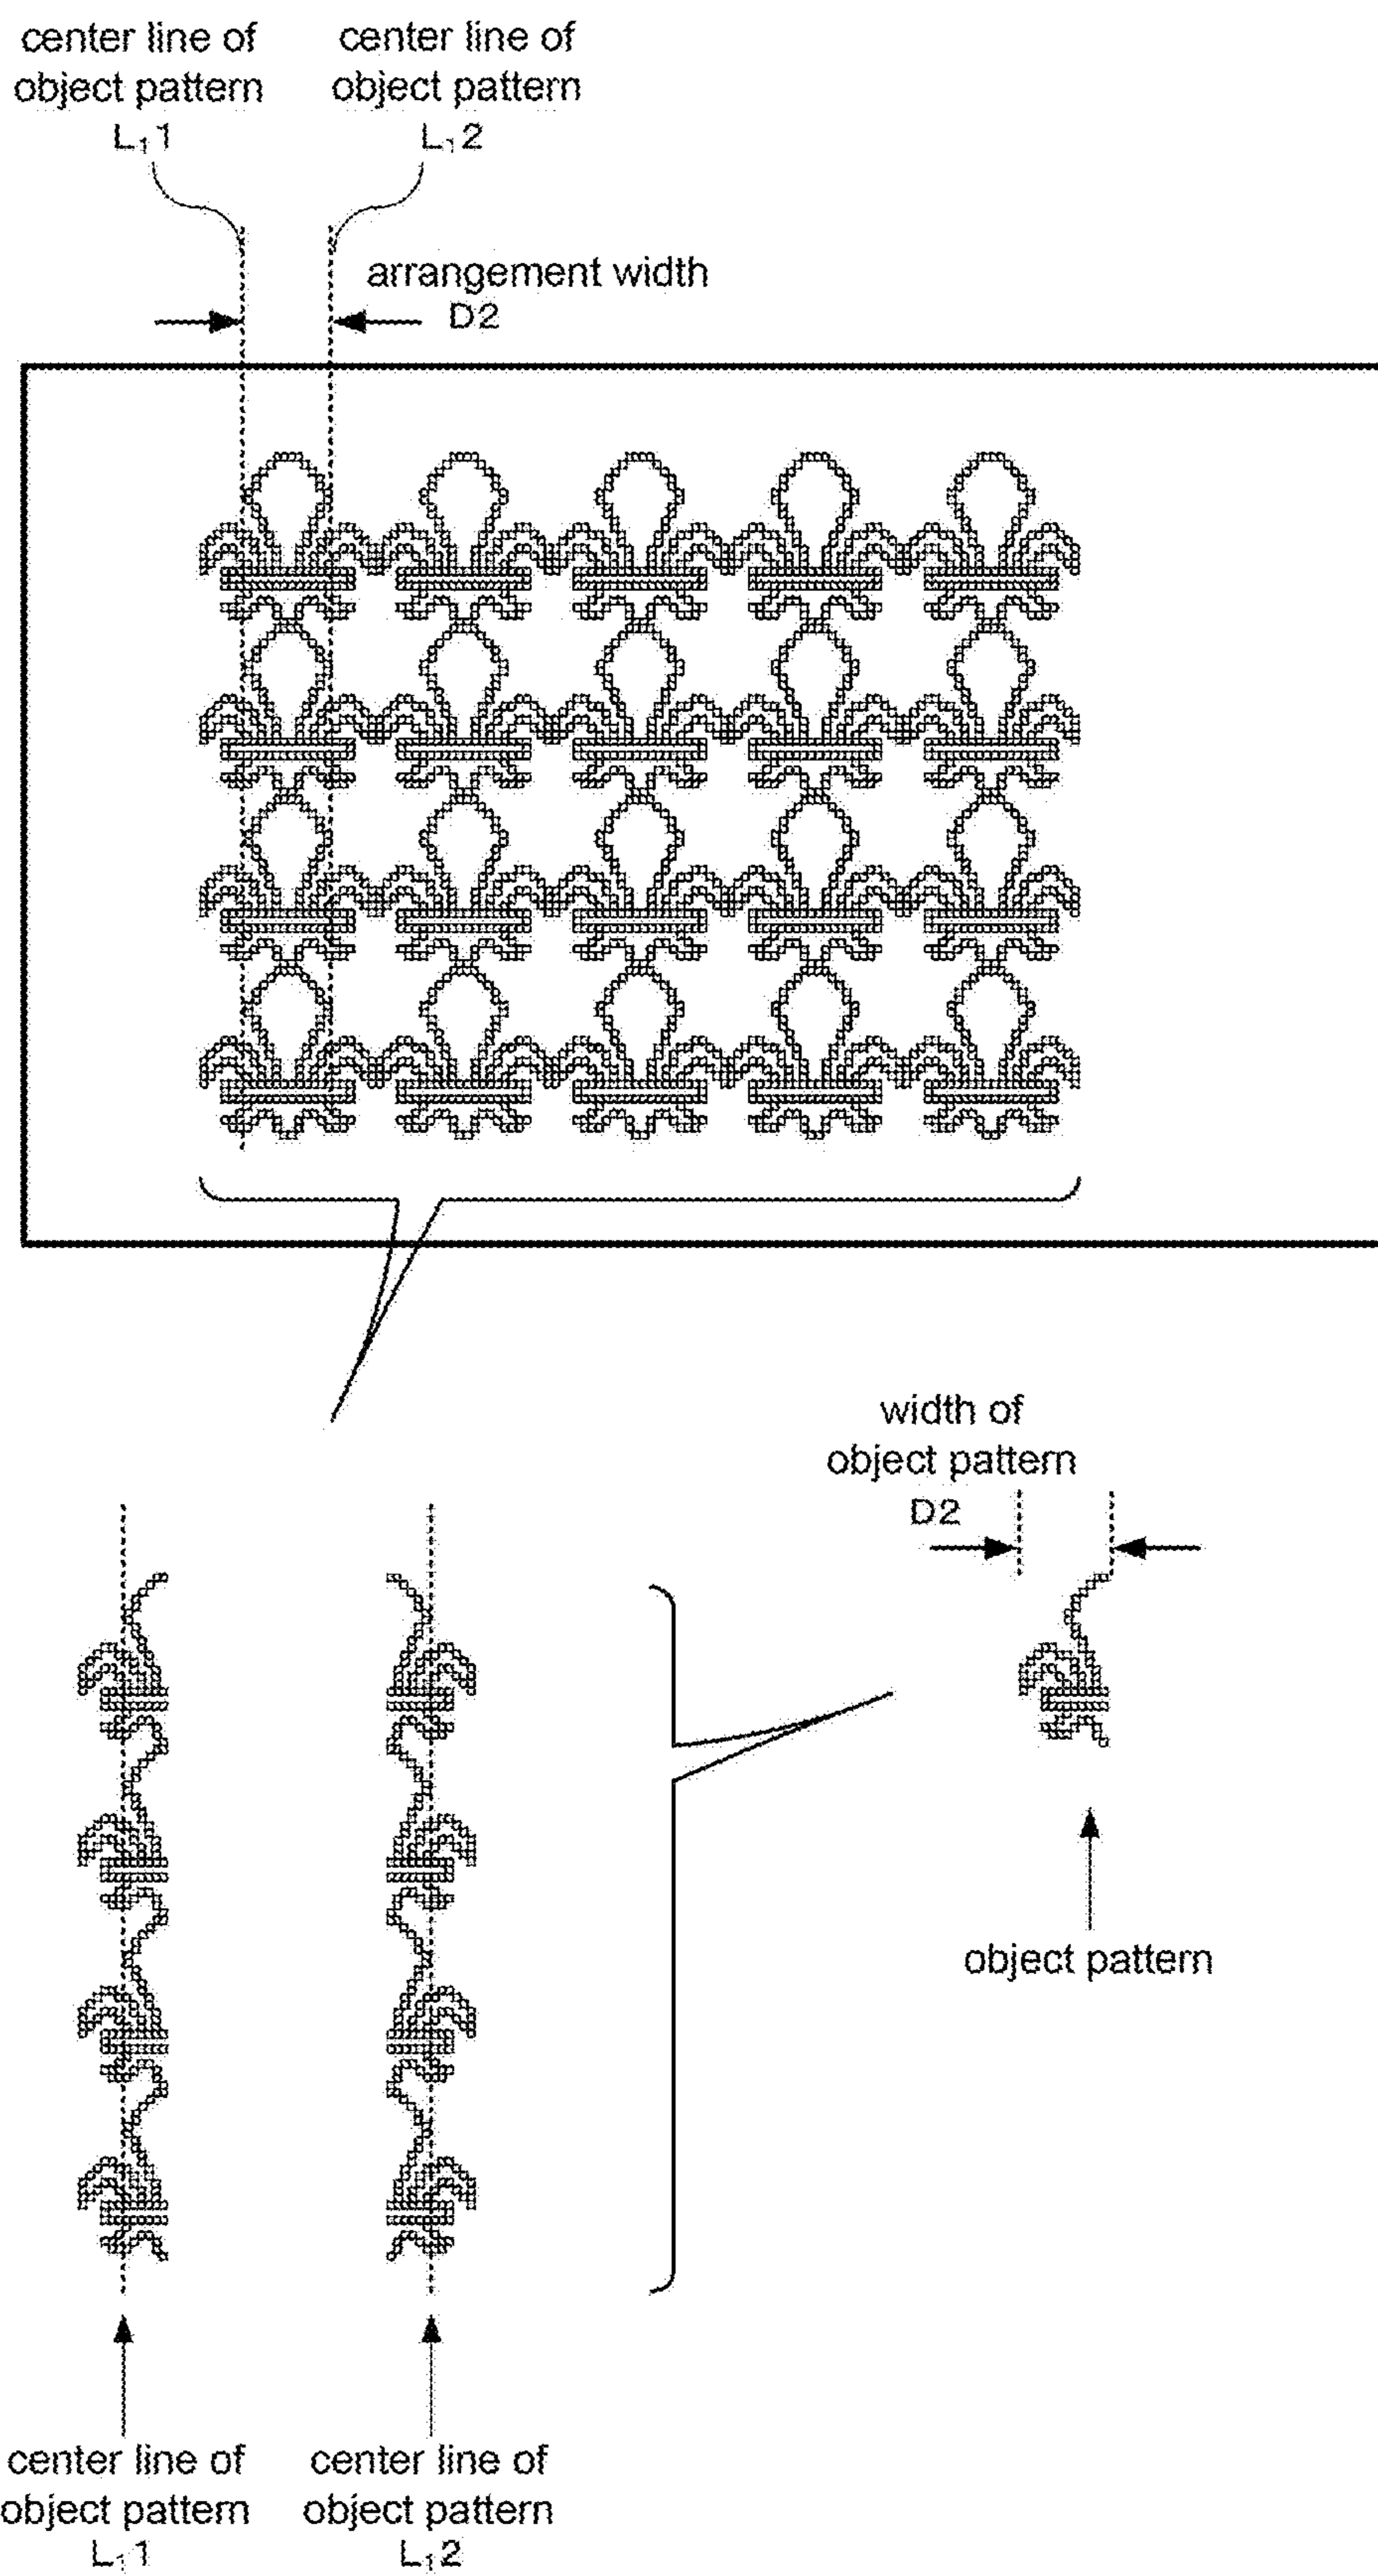 center line of
object pattern
L₁1
center line of
object pattern
L₁2
arrangement width
D2
width of
object pattern
D2
object pattern
center line of
object pattern
L₁1
center line of
object pattern
L₁2